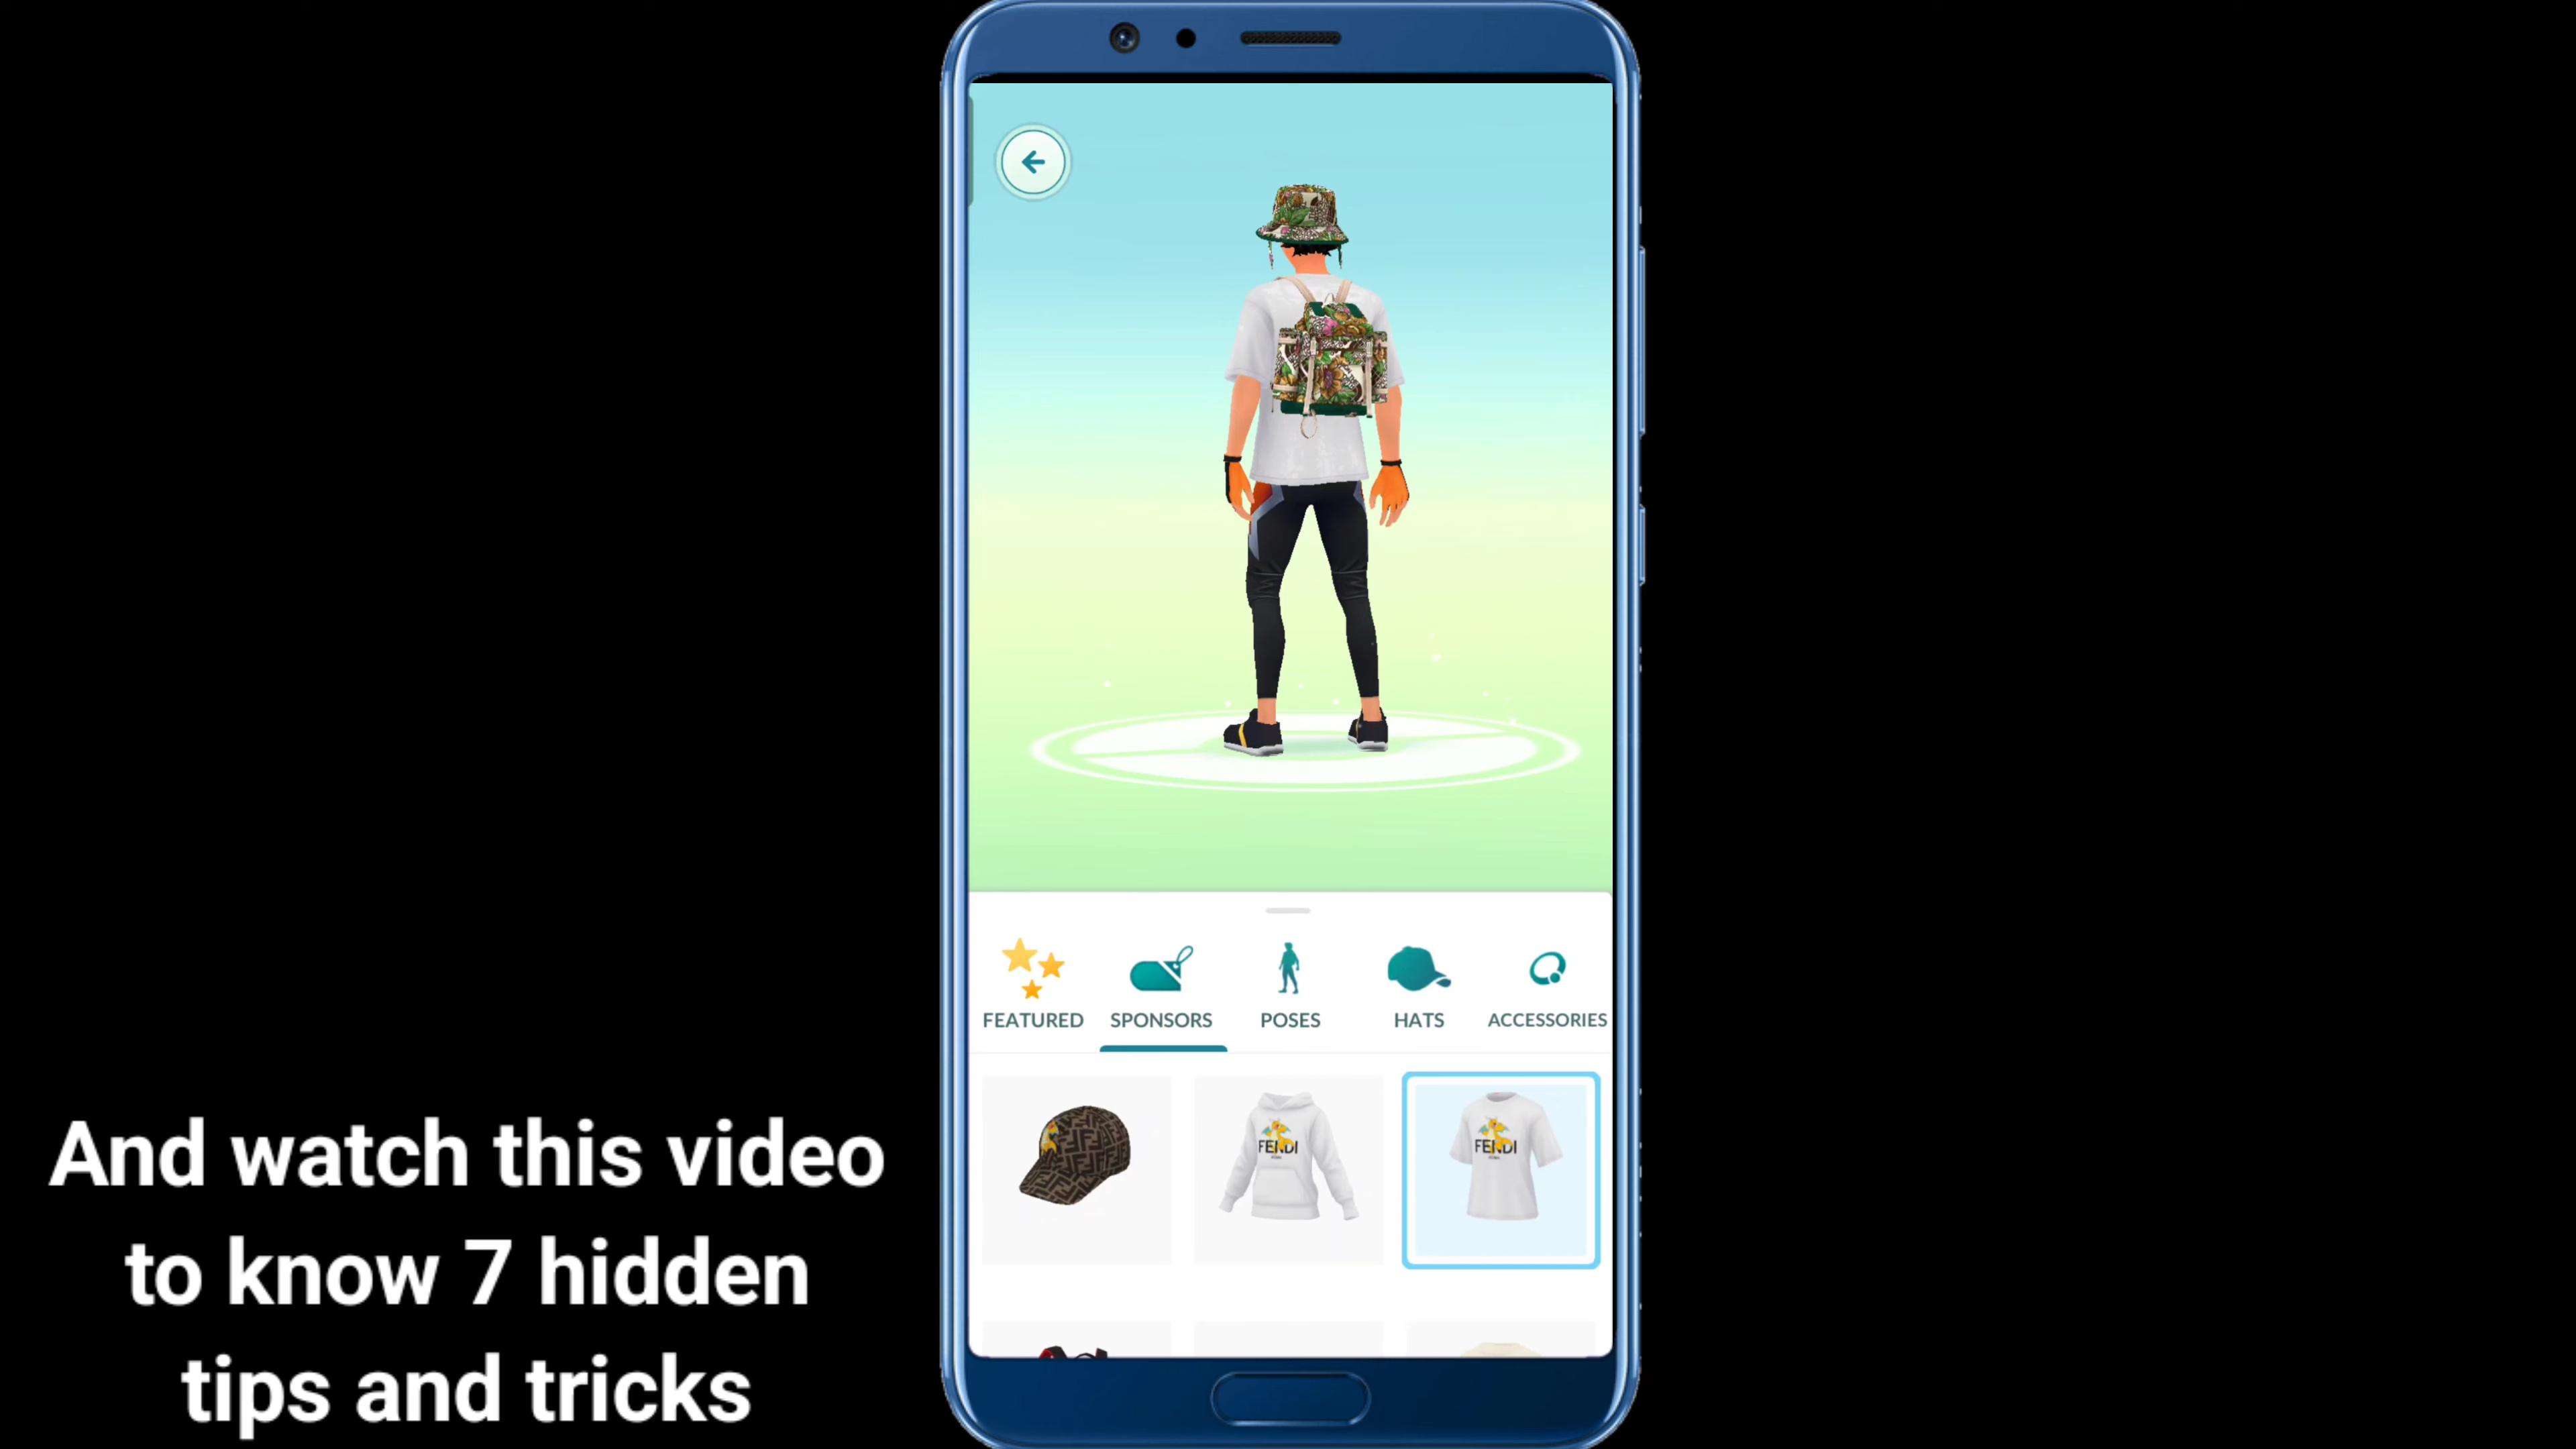 FEATURED SPONSORS POSES HATS ACCESSORIES
FENDI FENDI
And watch this video
to know 7 hidden
tips and tricks